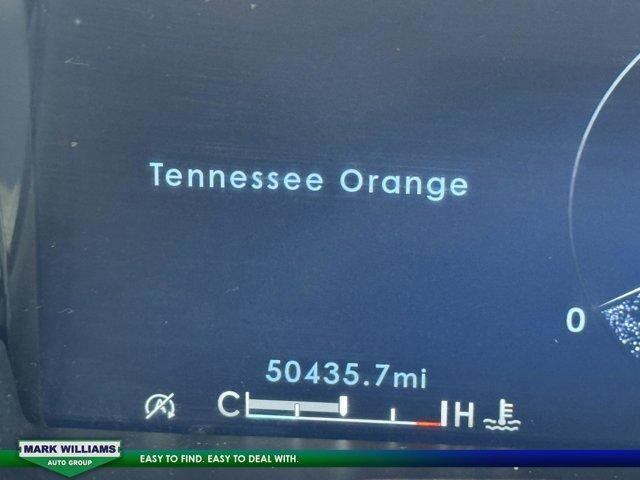 Tennessee Orange
0
50435.7mi
C H
MARK WILLIAMS
AUTO GROUP
EASY TO FIND. EASY TO DEAL WITH.